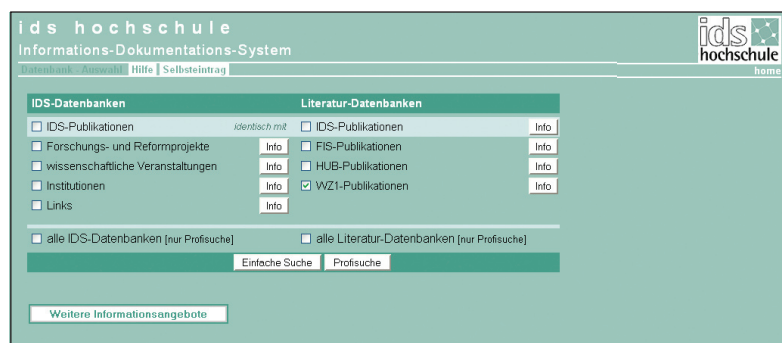 ids hochschule
Informations-Dokumentations-System
Datenbank - Auswahl Hilfe Selbsteintrag
ids
hochschule
home
IDS-Datenbanken Literatur-Datenbanken
IDS-Publikationen identisch mit IDS-Publikationen Info
Forschungs- und Reformprojekte Info FIS-Publikationen Info
wissenschaftliche Veranstaltungen Info HUB-Publikationen Info
Institutionen Info WZ1-Publikationen Info
Links Info
alle IDS-Datenbanken [nur Profisuche] alle Literatur-Datenbanken [nur Profisuche]
Einfache Suche Profisuche
Weitere Informationsangebote